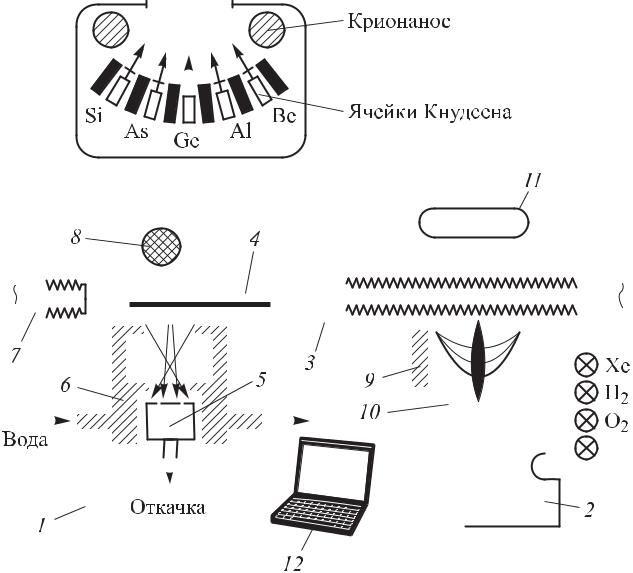 Крионанос
Ячейки Кнудсена
Si
As
Ge
Al
Be
11
8
4
7
3
6
5
9
10
Xe
H2
O2
Вода
Откачка
1
2
12